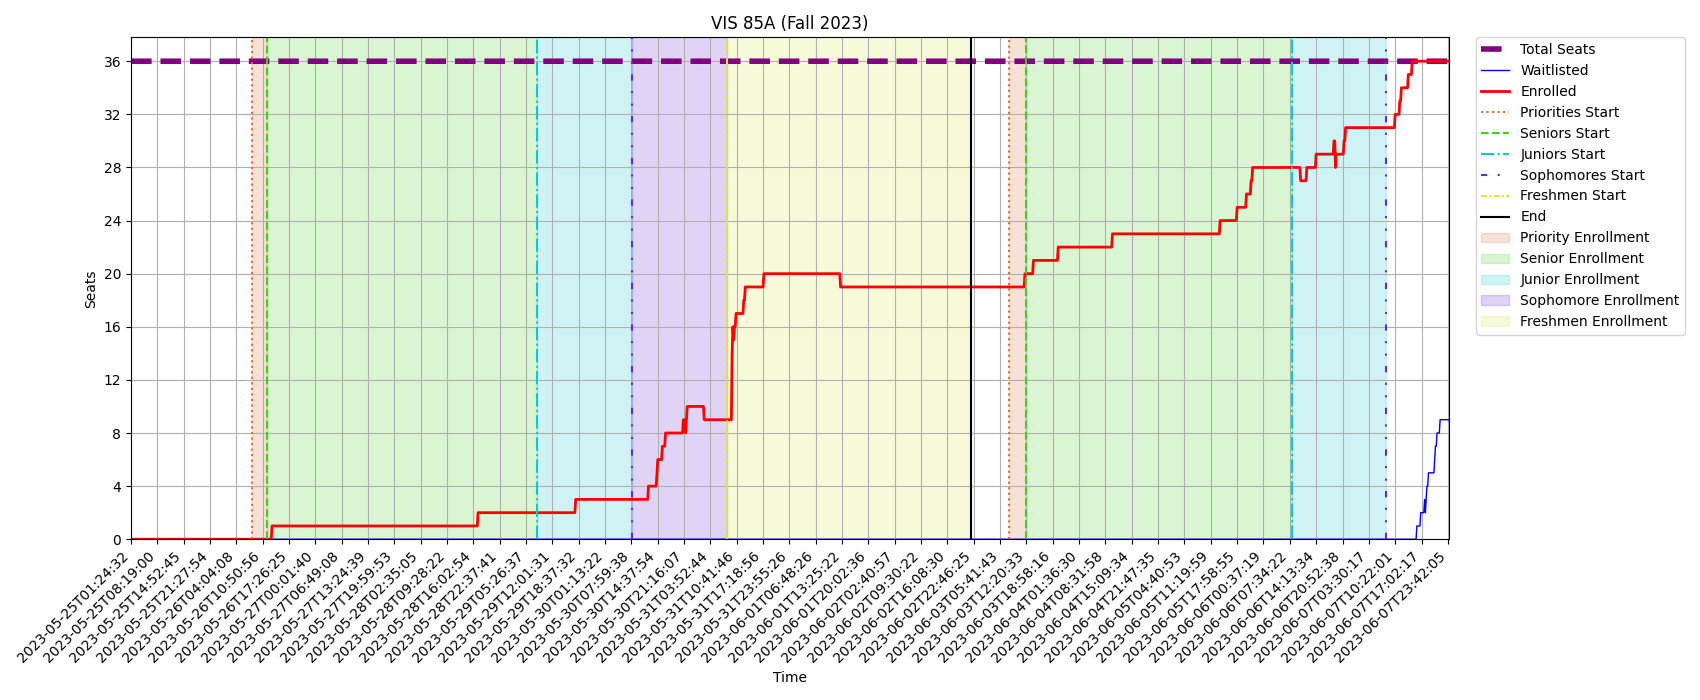 VIS 85A (Fall 2023)
Seats
36
32
28
24
20
16
12
8
4
0
2023-05-25T01:24:32
2023-05-25T08:19:00
2023-05-25T14:52:45
2023-05-25T21:27:54
2023-05-26T04:04:08
2023-05-26T10:50:56
2023-05-26T17:26:25
2023-05-27T00:01:40
2023-05-27T06:49:08
2023-05-27T13:24:39
2023-05-27T19:59:53
2023-05-28T02:35:05
2023-05-28T09:28:22
2023-05-28T16:02:54
2023-05-28T22:37:41
2023-05-29T05:26:37
2023-05-29T12:01:31
2023-05-29T18:37:32
2023-05-30T01:13:22
2023-05-30T07:59:38
2023-05-30T14:37:54
2023-05-30T21:16:07
2023-05-31T03:52:44
2023-05-31T10:41:46
2023-05-31T17:18:56
2023-05-31T23:55:26
2023-06-01T06:48:26
2023-06-01T13:25:22
2023-06-01T20:02:36
2023-06-02T02:40:57
2023-06-02T09:30:22
2023-06-02T16:08:30
2023-06-02T22:46:25
2023-06-03T05:41:43
2023-06-03T12:20:33
2023-06-03T18:58:16
2023-06-04T01:36:30
2023-06-04T08:31:58
2023-06-04T15:09:34
2023-06-04T21:47:35
2023-06-05T04:40:53
2023-06-05T11:19:59
2023-06-05T17:58:55
2023-06-06T00:37:19
2023-06-06T07:34:22
2023-06-06T14:13:34
2023-06-06T20:52:38
2023-06-07T03:30:17
2023-06-07T10:22:01
2023-06-07T17:02:17
2023-06-07T23:42:05
Time
Total Seats
Waitlisted
Enrolled
Priorities Start
Seniors Start
Juniors Start
Sophomores Start
Freshmen Start
End
Priority Enrollment
Senior Enrollment
Junior Enrollment
Sophomore Enrollment
Freshmen Enrollment